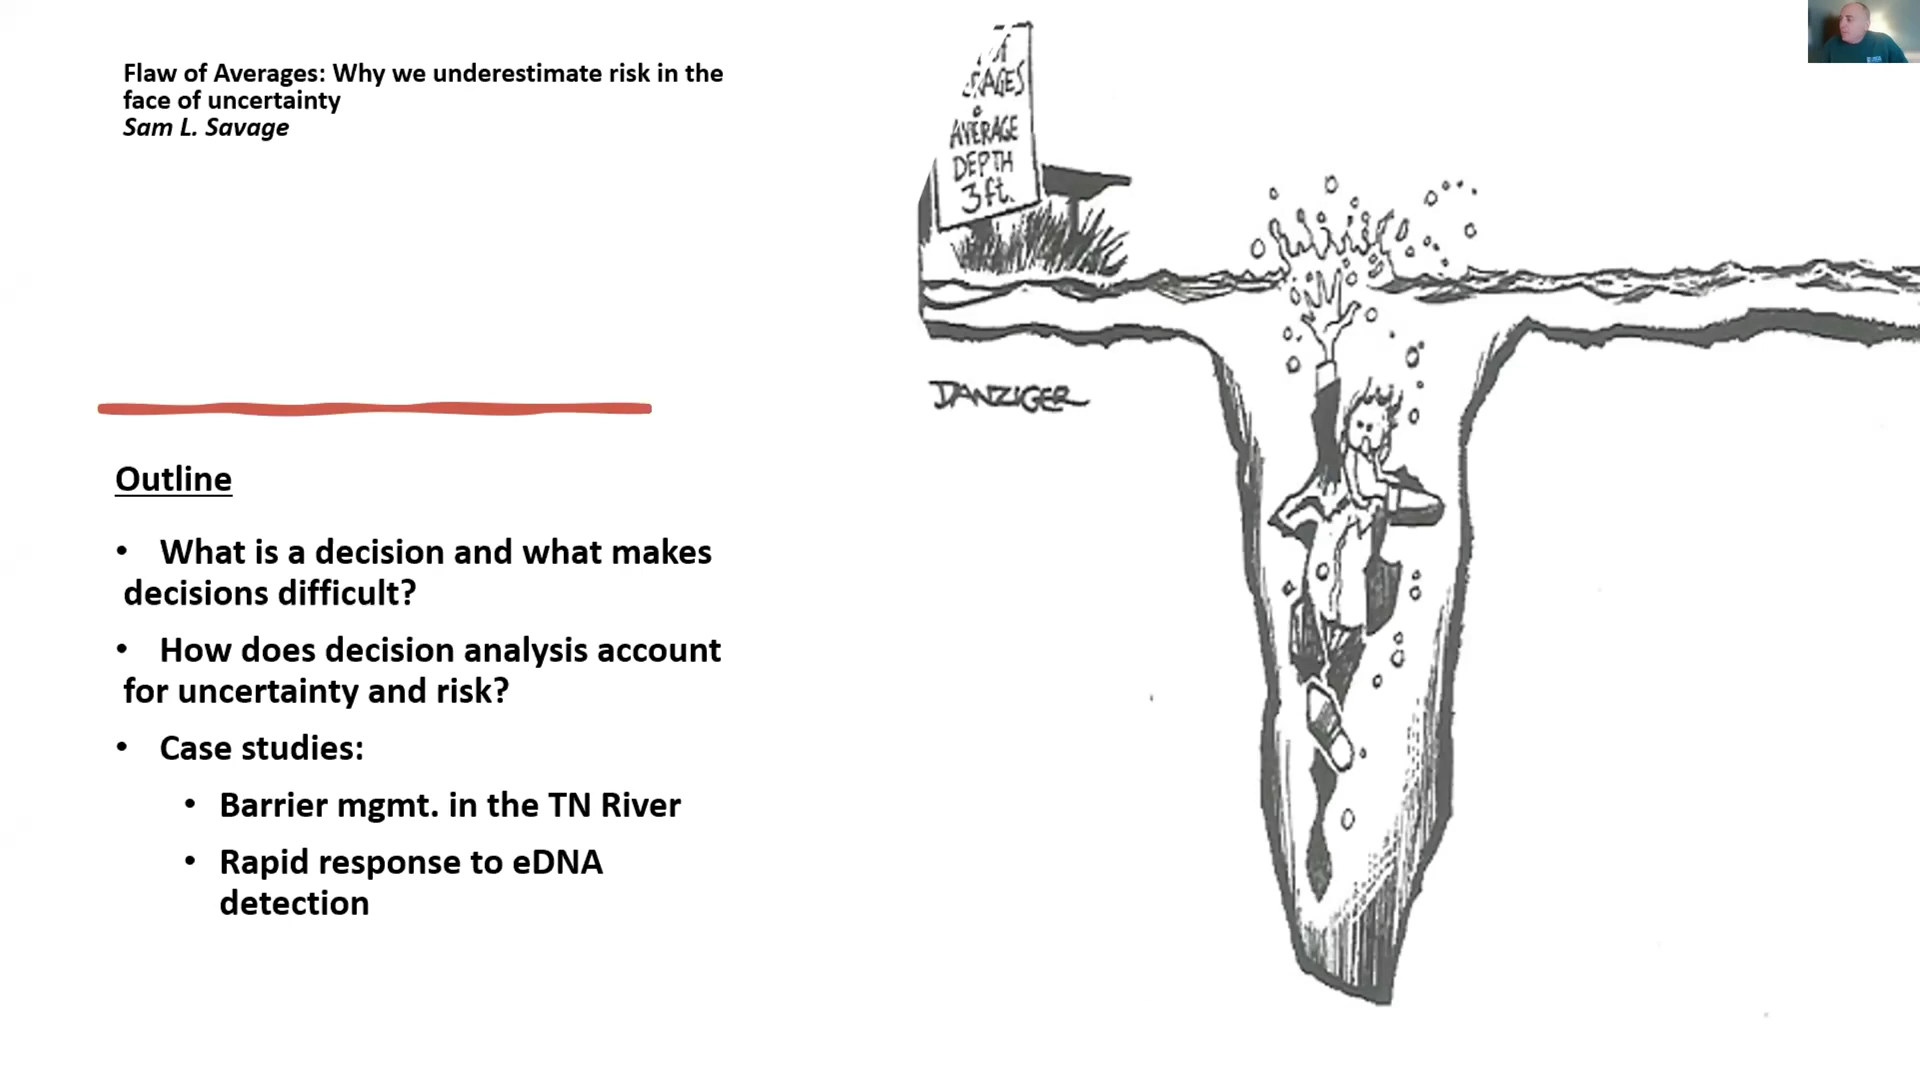 Flaw of Averages: Why we underestimate risk in the
face of uncertainty
Sam L. Savage
AVERAGE
DEPTH
3 ft.
DANZIGER
Outline
• What is a decision and what makes
decisions difficult?
• How does decision analysis account
for uncertainty and risk?
• Case studies:
• Barrier mgmt. in the TN River
• Rapid response to eDNA
detection